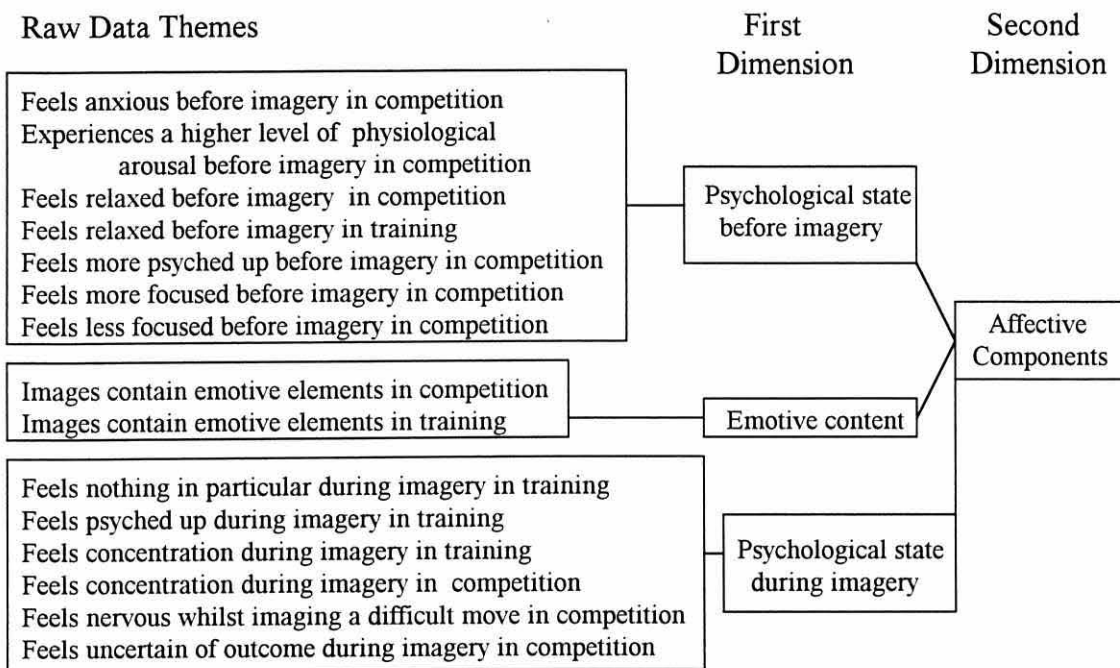 Raw Data Themes
First
Dimension
Second
Dimension
Feels anxious before imagery in competition
Experiences a higher level of physiological
arousal before imagery in competition
Feels relaxed before imagery in competition
Feels relaxed before imagery in training
Feels more psyched up before imagery in competition
Feels more focused before imagery in competition
Feels less focused before imagery in competition
Psychological state
before imagery
Images contain emotive elements in competition
Images contain emotive elements in training
Emotive content
Affective
Components
Feels nothing in particular during imagery in training
Feels psyched up during imagery in training
Feels concentration during imagery in training
Feels concentration during imagery in competition
Feels nervous whilst imaging a difficult move in competition
Feels uncertain of outcome during imagery in competition
Psychological state
during imagery